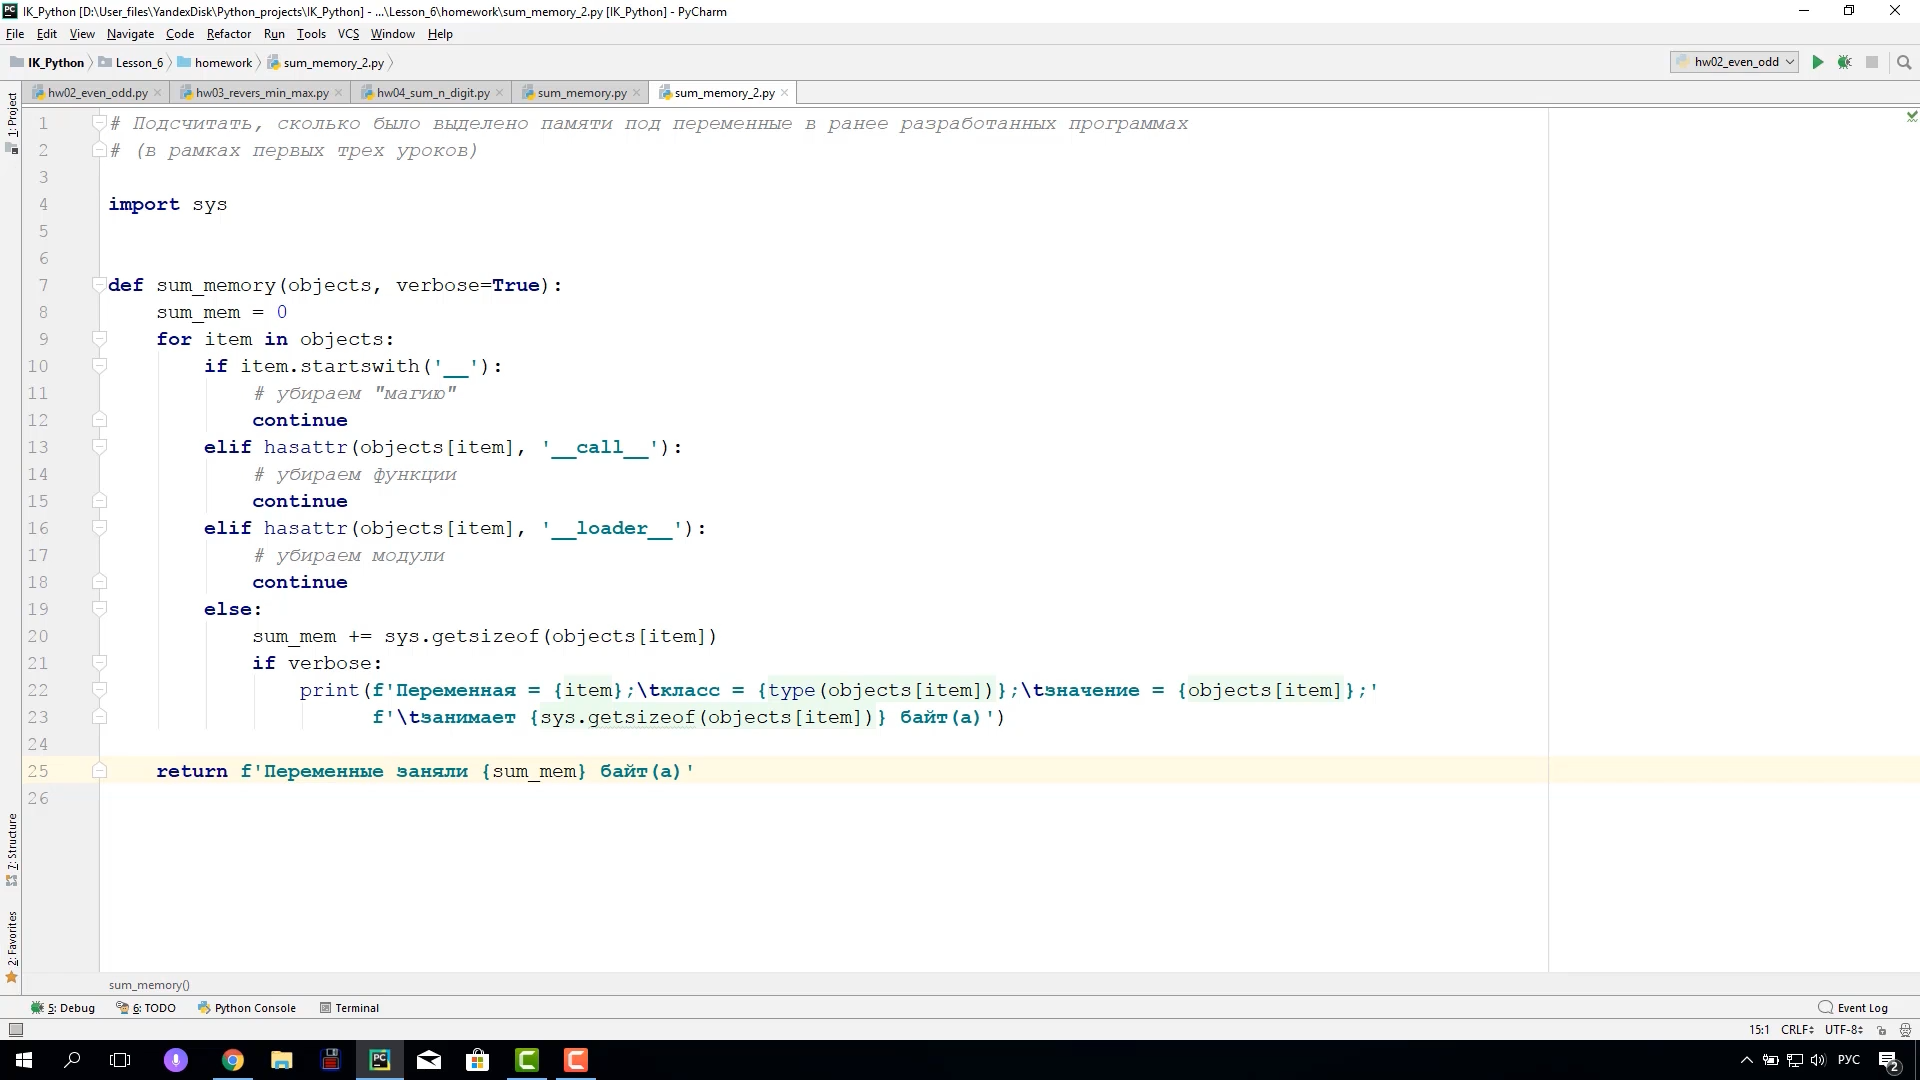 IK_Python [D:\User_files\YandexDisk\Python_projects\IK_Python] - ...\Lesson_6\homework\sum_memory_2.py [IK_Python] - PyCharm
File Edit View Navigate Code Refactor Run Tools VCS Window Help
IK_Python Lesson_6 homework sum_memory_2.py hw02_even_odd
hw02_even_odd.py hw03_revers_min_max.py hw04_sum_n_digit.py sum_memory.py sum_memory_2.py
1: Project
1 # Подсчитать, сколько было выделено памяти под переменные в ранее разработанных программах
2 # (в рамках первых трех уроков)
3
4 import sys
5
6
7 def sum_memory(objects, verbose=True):
8 sum_mem = 0
9 for item in objects:
10 if item.startswith('__'):
11 # убираем "магию"
12 continue
13 elif hasattr(objects[item], '__call__'):
14 # убираем функции
15 continue
16 elif hasattr(objects[item], '__loader__'):
17 # убираем модули
18 continue
19 else:
20 sum_mem += sys.getsizeof(objects[item])
21 if verbose:
22 print(f'Переменная = {item};\tкласс = {type(objects[item])};\tзначение = {objects[item]};'
23 f'\tзанимает {sys.getsizeof(objects[item])} байт(а)')
24
25 return f'Переменные заняли {sum_mem} байт(а)'
26
7: Structure
2: Favorites
sum_memory()
5: Debug 6: TODO Python Console Terminal Event Log
15:1 CRLF UTF-8
PC РУС 2